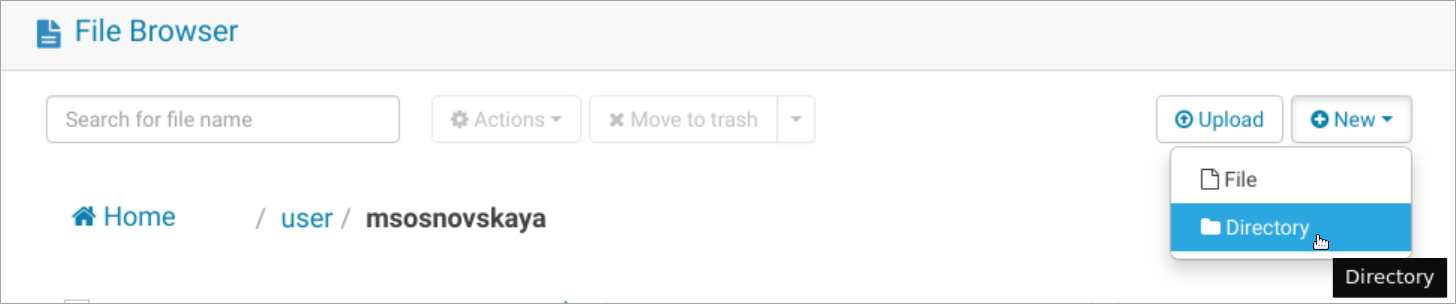 File Browser
Search for file name
Actions
Move to trash
Upload
New
File
Directory
Home / user / msosnovskaya
Directory